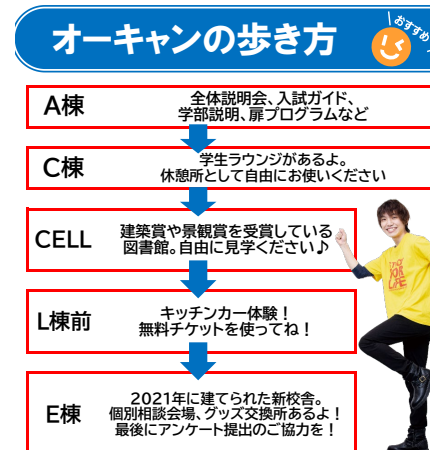 オーキャンの歩き方
おすすめ
A棟
全体説明会、入試ガイド、
学部説明、扉プログラムなど
C棟
学生ラウンジがあるよ。
休憩所として自由にお使いください
CELL
建築賞や景観賞を受賞している
図書館。自由に見学ください♪
L棟前
キッチンカー体験！
無料チケットを使ってね！
E棟
2021年に建てられた新校舎。
個別相談会場、グッズ交換所あるよ！
最後にアンケート提出のご協力を！